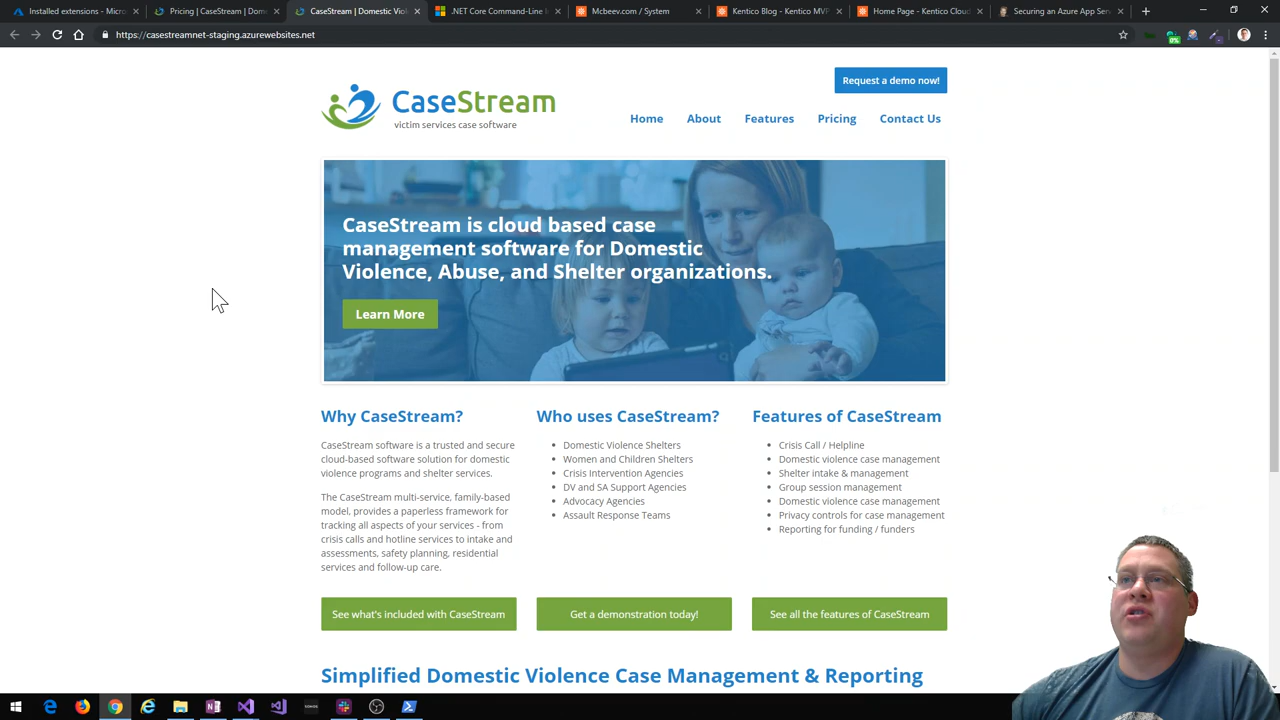 Installed extensions - Microsoft
Pricing | CaseStream | Dome
CaseStream | Domestic Violen
.NET Core Command-Line I
Mcbeev.com / System
Kentico Blog - Kentico MVP
Home Page - Kentico Cloud
Securing an Azure App Serv
https://casestreamnet-staging.azurewebsites.net
0%
Request a demo now!
CaseStream
victim services case software
Home
About
Features
Pricing
Contact Us
CaseStream is cloud based case
management software for Domestic
Violence, Abuse, and Shelter organizations.
Learn More
Why CaseStream?
CaseStream software is a trusted and secure
cloud-based software solution for domestic
violence programs and shelter services.
The CaseStream multi-service, family-based
model, provides a paperless framework for
tracking all aspects of your services - from
crisis calls and hotline services to intake and
assessments, safety planning, residential
services and follow-up care.
See what's included with CaseStream
Who uses CaseStream?
Domestic Violence Shelters
Women and Children Shelters
Crisis Intervention Agencies
DV and SA Support Agencies
Advocacy Agencies
Assault Response Teams
Get a demonstration today!
Features of CaseStream
Crisis Call / Helpline
Domestic violence case management
Shelter intake & management
Group session management
Domestic violence case management
Privacy controls for case management
Reporting for funding / funders
See all the features of CaseStream
Simplified Domestic Violence Case Management & Reporting